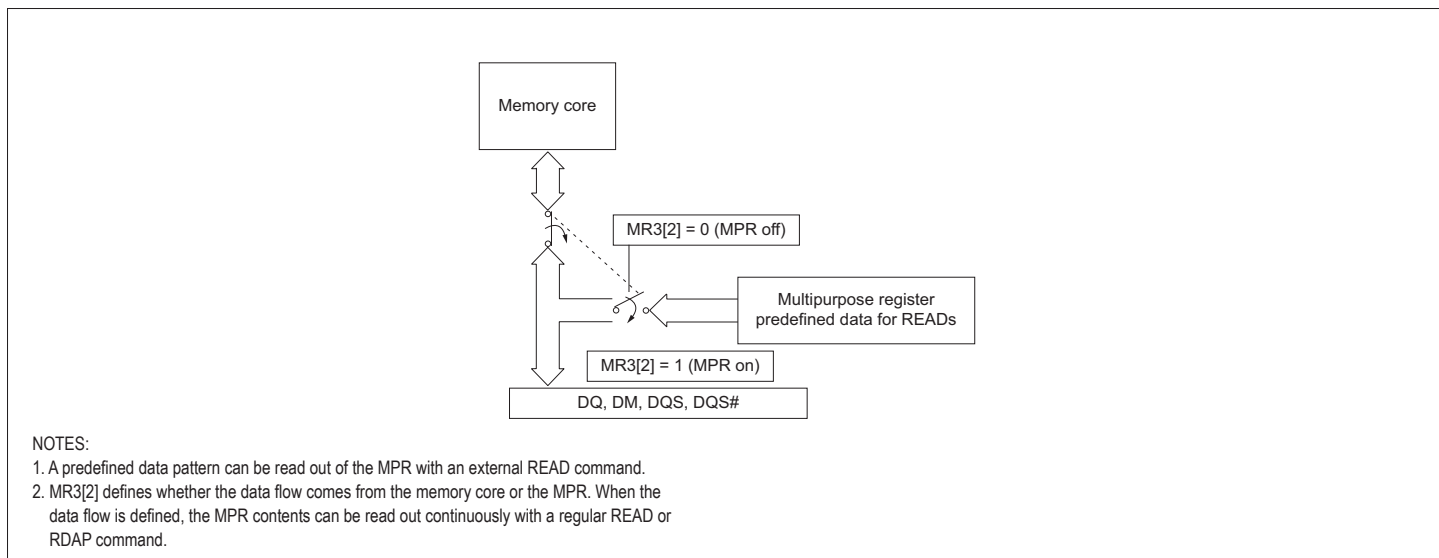 Memory core
MR3[2] = 0 (MPR off)
Multipurpose register
predefined data for READs
MR3[2] = 1 (MPR on)
DQ, DM, DQS, DQS#
NOTES:
1. A predefined data pattern can be read out of the MPR with an external READ command.
2. MR3[2] defines whether the data flow comes from the memory core or the MPR. When the
data flow is defined, the MPR contents can be read out continuously with a regular READ or
RDAP command.